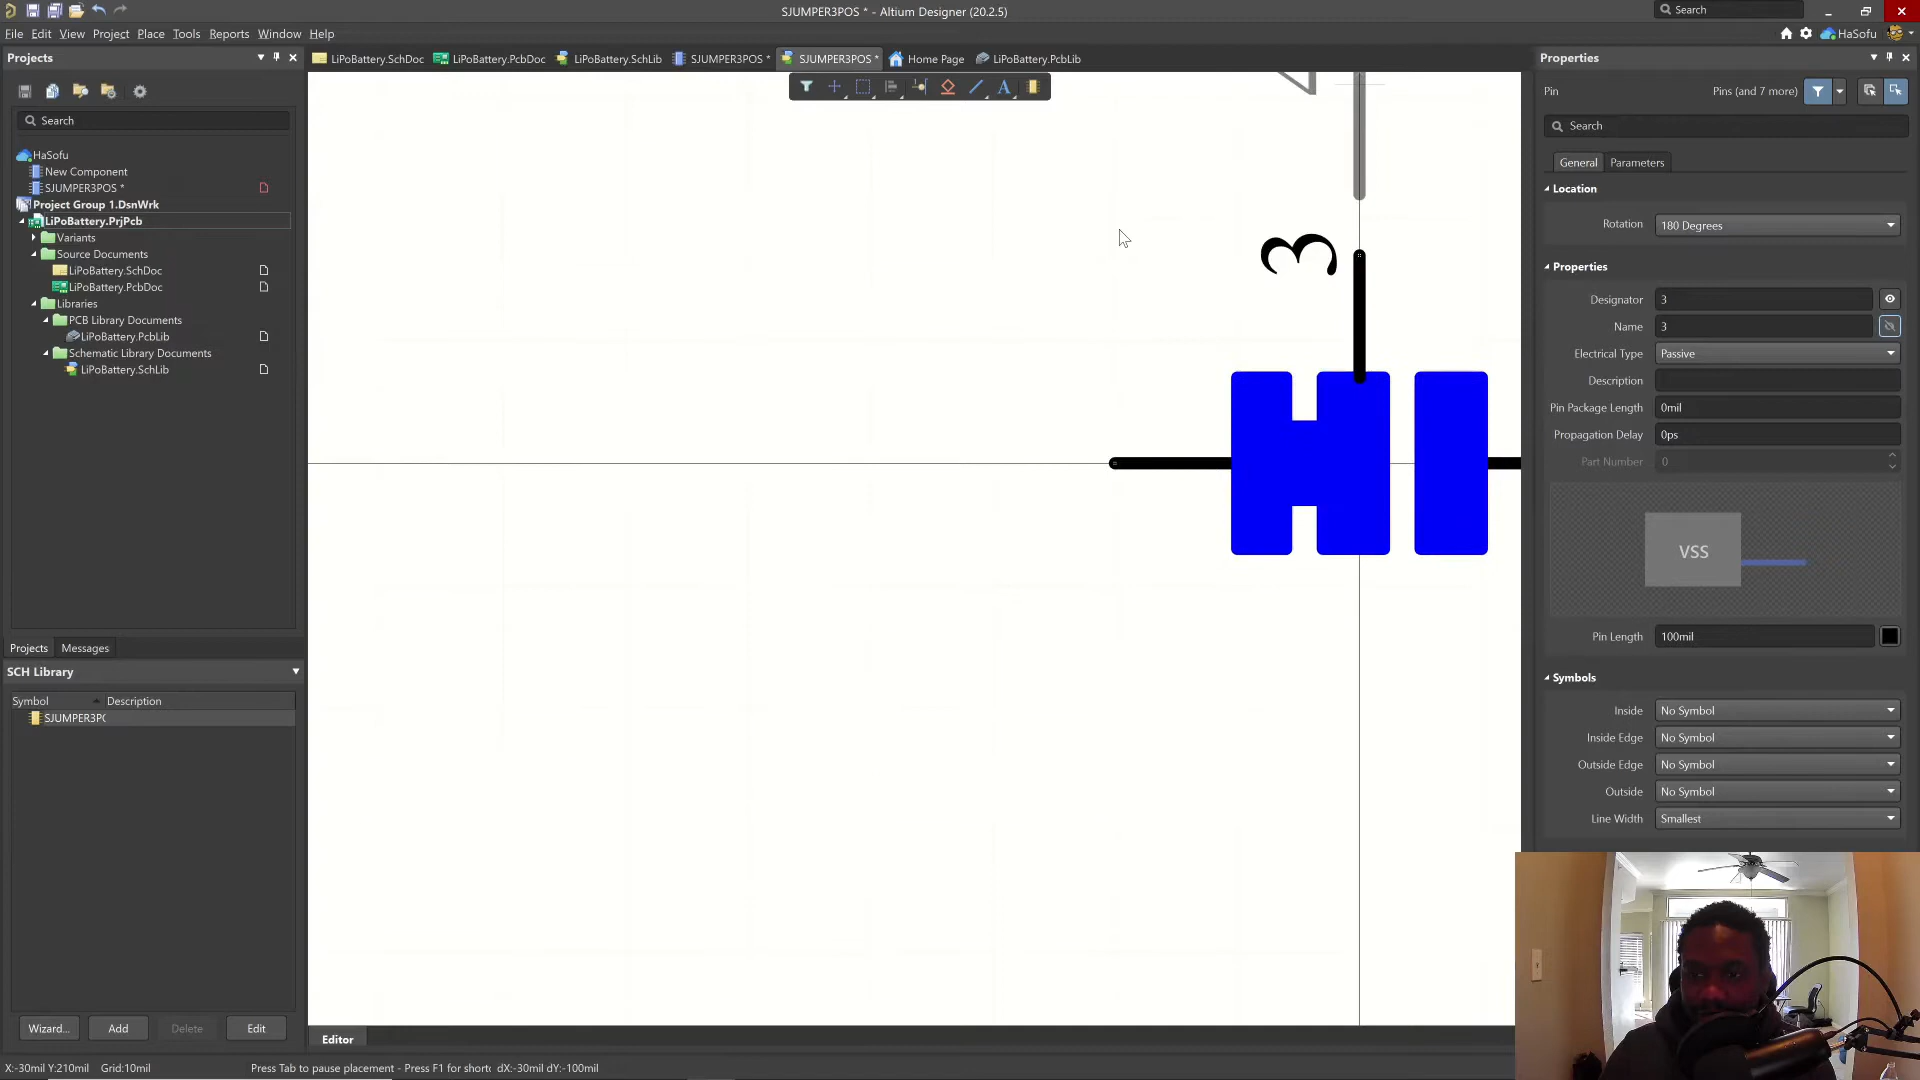 SJUMPER3POS * - Altium Designer (20.2.5)
Search
File Edit View Project Place Tools Reports Window Help
HaSofu
Projects
LiPoBattery.SchDoc LiPoBattery.PcbDoc LiPoBattery.SchLib SJUMPER3POS * SJUMPER3POS * Home Page LiPoBattery.PcbLib
Properties
A
Pin Pins (and 7 more)
Search
Search
General Parameters
HaSofu
New Component
SJUMPER3POS *
Project Group 1.DsnWrk
LiPoBattery.PrjPcb
Variants
Source Documents
LiPoBattery.SchDoc
LiPoBattery.PcbDoc
Libraries
PCB Library Documents
LiPoBattery.PcbLib
Schematic Library Documents
LiPoBattery.SchLib
3
Location
Rotation 180 Degrees
Properties
Designator 3
Name 3
Electrical Type Passive
Description
Pin Package Length 0mil
Propagation Delay 0ps
Part Number 0
VSS
Pin Length 100mil
Symbols
Inside No Symbol
Inside Edge No Symbol
Outside Edge No Symbol
Outside No Symbol
Line Width Smallest
Projects Messages
SCH Library
Symbol Description
SJUMPER3PC
Wizard... Add Delete Edit
Editor
X:-30mil Y:210mil Grid:10mil Press Tab to pause placement - Press F1 for shortc dX:-30mil dY:-100mil